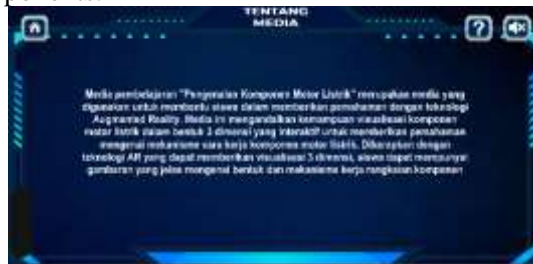 TENTANG
MEDIA
?
Media pembelajaran "Pengenalan Komponen Motor Listrik" merupakan media yang
digunakan untuk membantu siswa dalam memberikan pemahaman dengan teknologi
Augmented Reality. Media ini mengandalkan kemampuan visualisasi komponen
motor listrik dalam bentuk 3 dimensi yang interaktif untuk memberikan pemahaman
mengenai mekanisme cara kerja komponen motor listrik. Diharapkan dengan
teknologi AR yang dapat memberikan visualisasi 3 dimensi, siswa dapat mempunyai
gambaran yang jelas mengenai bentuk dan mekanisme kerja rangkaian komponen